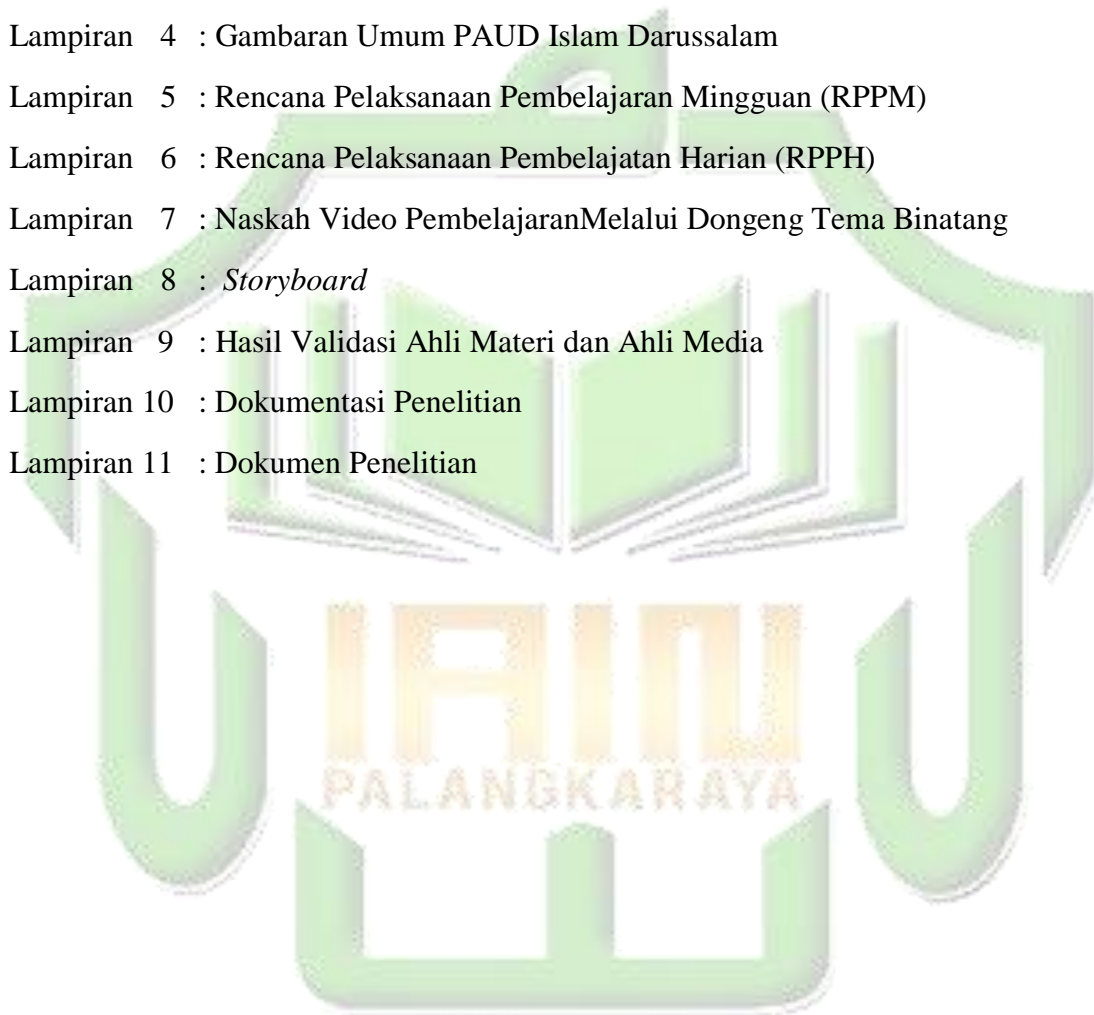 Lampiran 4 : Gambaran Umum PAUD Islam Darussalam
Lampiran 5 : Rencana Pelaksanaan Pembelajaran Mingguan (RPPM)
Lampiran 6 : Rencana Pelaksanaan Pembelajatan Harian (RPPH)
Lampiran 7 : Naskah Video PembelajaranMelalui Dongeng Tema Binatang
Lampiran 8 : Storyboard
Lampiran 9 : Hasil Validasi Ahli Materi dan Ahli Media
Lampiran 10 : Dokumentasi Penelitian
Lampiran 11 : Dokumen Penelitian
IAIN
PALANGKARAYA